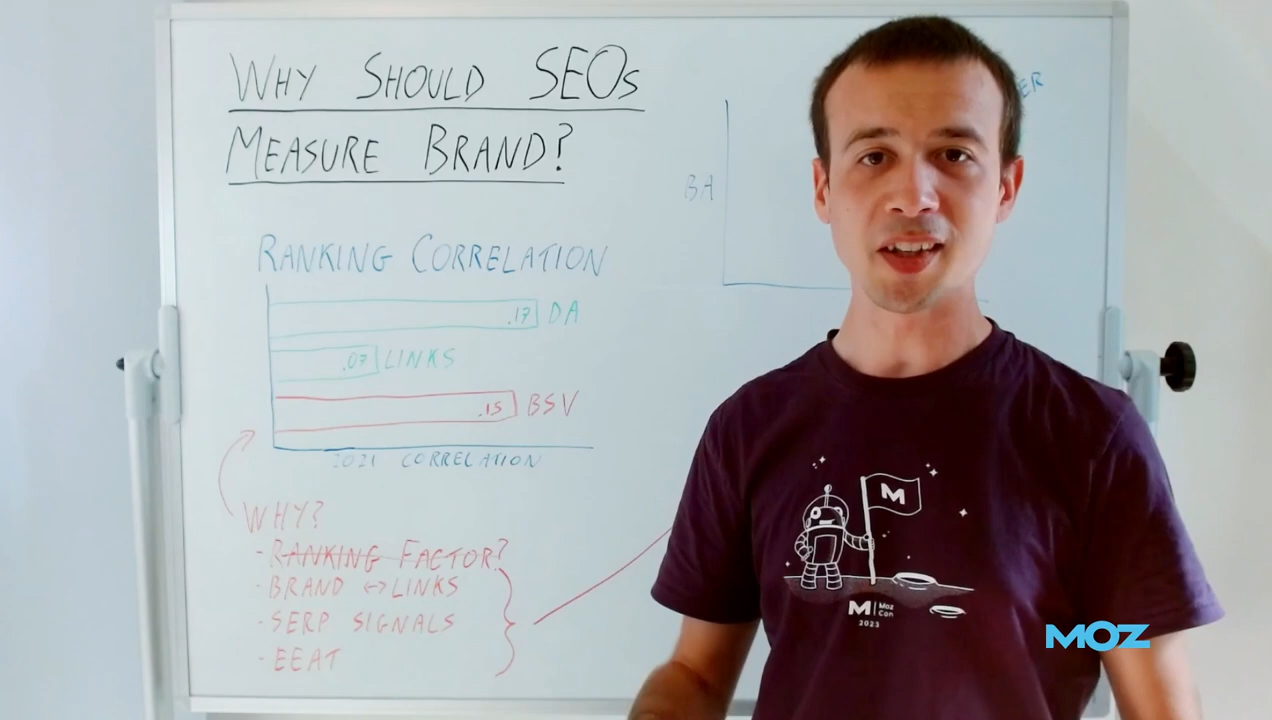 WHY SHOULD SEOs
MEASURE BRAND?
RANKING CORRELATION
.17 DA
.07 LINKS
.15 BSV
2021 CORRELATION
WHY?
- RANKING FACTOR?
- BRAND ↔ LINKS
- SERP SIGNALS
- EEAT
ER
BA
M
M | Moz Con
2023
MOZ